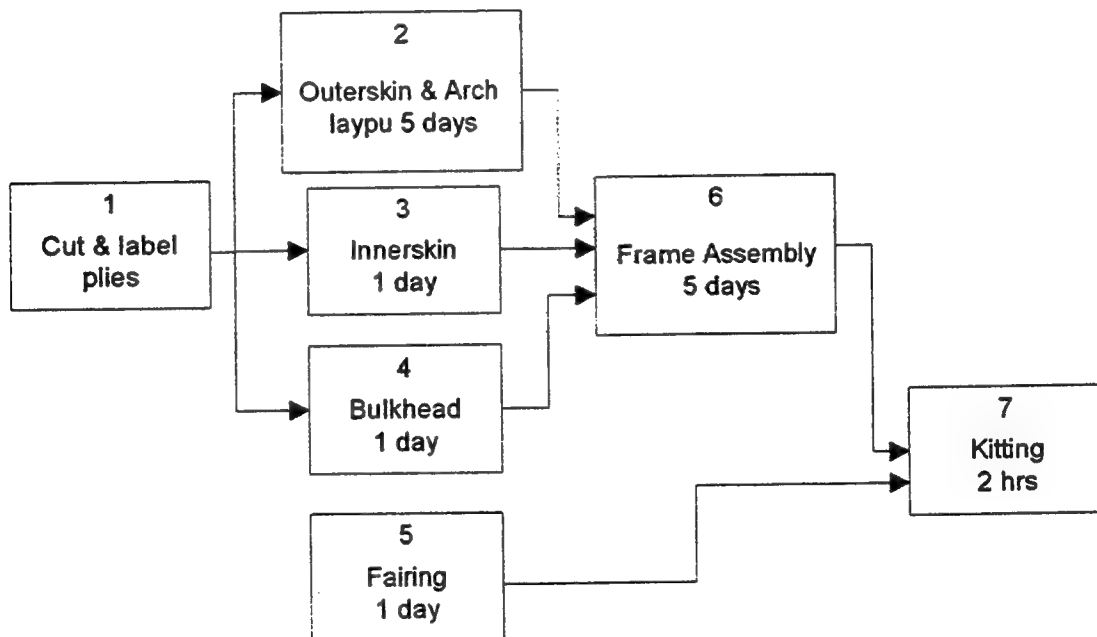 2
Outerskin & Arch
laypu 5 days
1
Cut & label
plies
3
Innerskin
1 day
4
Bulkhead
1 day
5
Fairing
1 day
6
Frame Assembly
5 days
7
Kitting
2 hrs